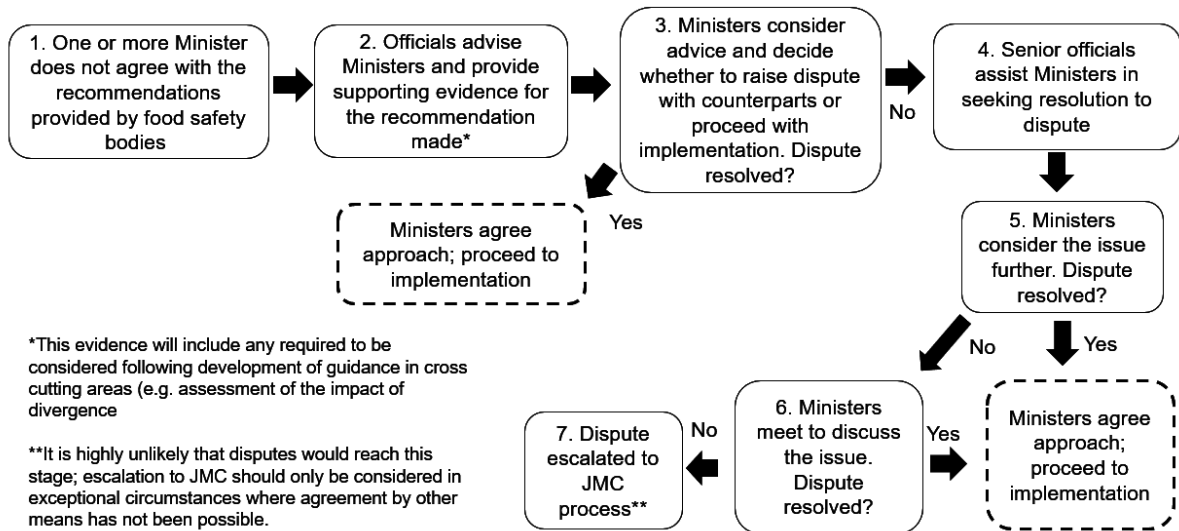 1. One or more Minister
does not agree with the
recommendations
provided by food safety
bodies
2. Officials advise
Ministers and provide
supporting evidence for
the recommendation
made*
3. Ministers consider
advice and decide
whether to raise dispute
with counterparts or
proceed with
implementation. Dispute
resolved?
No
4. Senior officials
assist Ministers in
seeking resolution to
dispute
Yes
Ministers agree
approach; proceed to
implementation
5. Ministers
consider the issue
further. Dispute
resolved?
No
Yes
6. Ministers
meet to discuss
the issue.
Dispute
resolved?
Yes
Ministers agree
approach;
proceed to
implementation
No
7. Dispute
escalated to
JMC
process**
*This evidence will include any required to be
considered following development of guidance in cross
cutting areas (e.g. assessment of the impact of
divergence
**It is highly unlikely that disputes would reach this
stage; escalation to JMC should only be considered in
exceptional circumstances where agreement by other
means has not been possible.